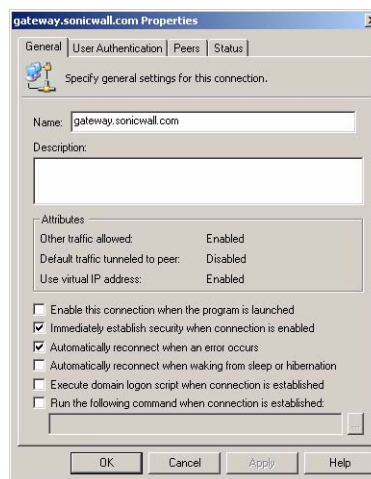 gateway.sonicwall.com Properties
General User Authentication Peers Status
Specify general settings for this connection.
Name: gateway.sonicwall.com
Description:
Attributes
Other traffic allowed: Enabled
Default traffic tunneled to peer: Disabled
Use virtual IP address: Enabled
Enable this connection when the program is launched
Immediately establish security when connection is enabled
Automatically reconnect when an error occurs
Automatically reconnect when waking from sleep or hibernation
Execute domain logon script when connection is established
Run the following command when connection is established:
...
OK Cancel Apply Help